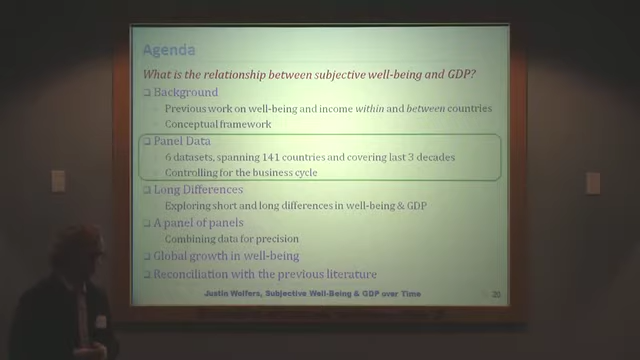 Agenda
What is the relationship between subjective well-being and GDP?
Background
Previous work on well-being and income within and between countries
Conceptual framework
Panel Data
6 datasets, spanning 141 countries and covering last 3 decades
Controlling for the business cycle
Long Differences
Exploring short and long differences in well-being & GDP
A panel of panels
Combining data for precision
Global growth in well-being
Reconciliation with the previous literature
Justin Wolfers, Subjective Well-Being & GDP over Time